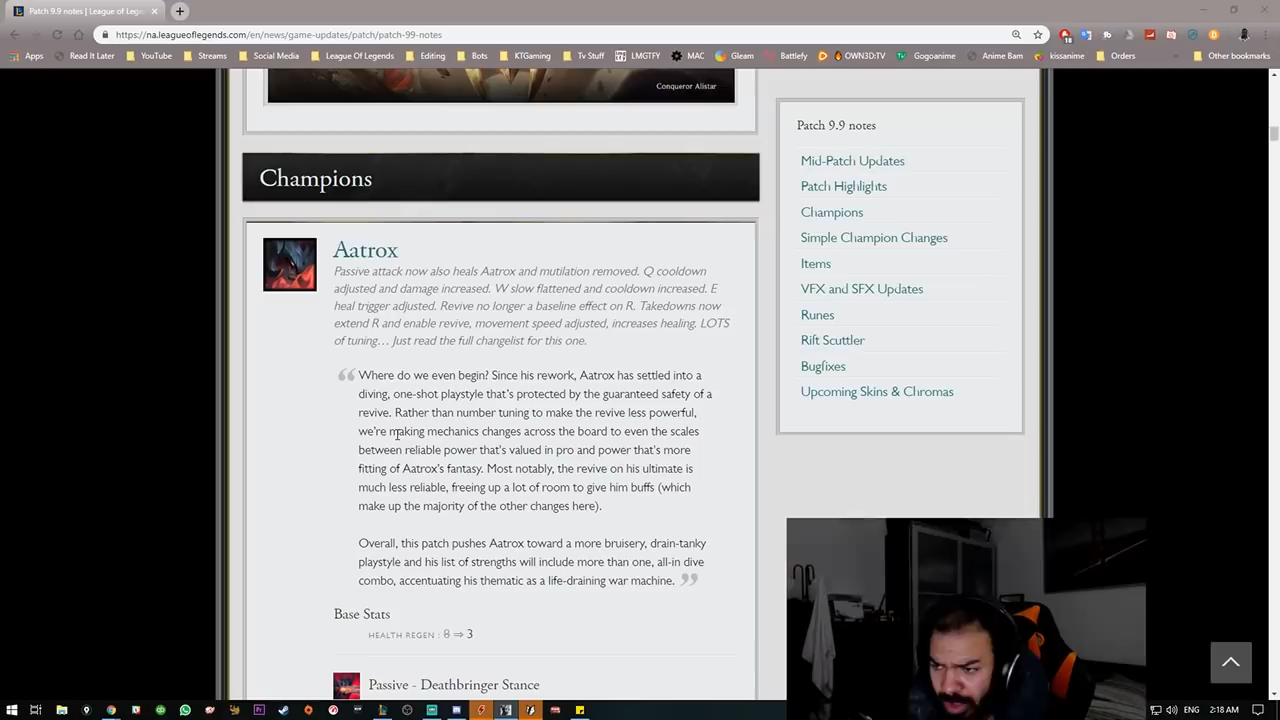 Patch 9.9 notes | League of Leg
https://na.leagueoflegends.com/en/news/game-updates/patch/patch-99-notes
Apps Read It Later YouTube Streams Social Media League Of Legends Editing Bots KTGaming Tv Stuff LMGTFY MAC Gleam Battlefy OWN3D:TV Gogoanime Anime Bam kissanime Orders Other bookmarks
Conqueror Alistar
Champions
Aatrox
Passive attack now also heals Aatrox and mutilation removed. Q cooldown
adjusted and damage increased. W slow flattened and cooldown increased. E
heal trigger adjusted. Revive no longer a baseline effect on R. Takedowns now
extend R and enable revive, movement speed adjusted, increases healing. LOTS
of tuning… Just read the full changelist for this one.
Where do we even begin? Since his rework, Aatrox has settled into a
diving, one-shot playstyle that's protected by the guaranteed safety of a
revive. Rather than number tuning to make the revive less powerful,
we're making mechanics changes across the board to even the scales
between reliable power that's valued in pro and power that's more
fitting of Aatrox's fantasy. Most notably, the revive on his ultimate is
much less reliable, freeing up a lot of room to give him buffs (which
make up the majority of the other changes here).
Overall, this patch pushes Aatrox toward a more bruisery, drain-tanky
playstyle and his list of strengths will include more than one, all-in dive
combo, accentuating his thematic as a life-draining war machine.
Base Stats
HEALTH REGEN : 8 ⇒ 3
Passive - Deathbringer Stance
Patch 9.9 notes
Mid-Patch Updates
Patch Highlights
Champions
Simple Champion Changes
Items
VFX and SFX Updates
Runes
Rift Scuttler
Bugfixes
Upcoming Skins & Chromas
ENG 2:18 AM